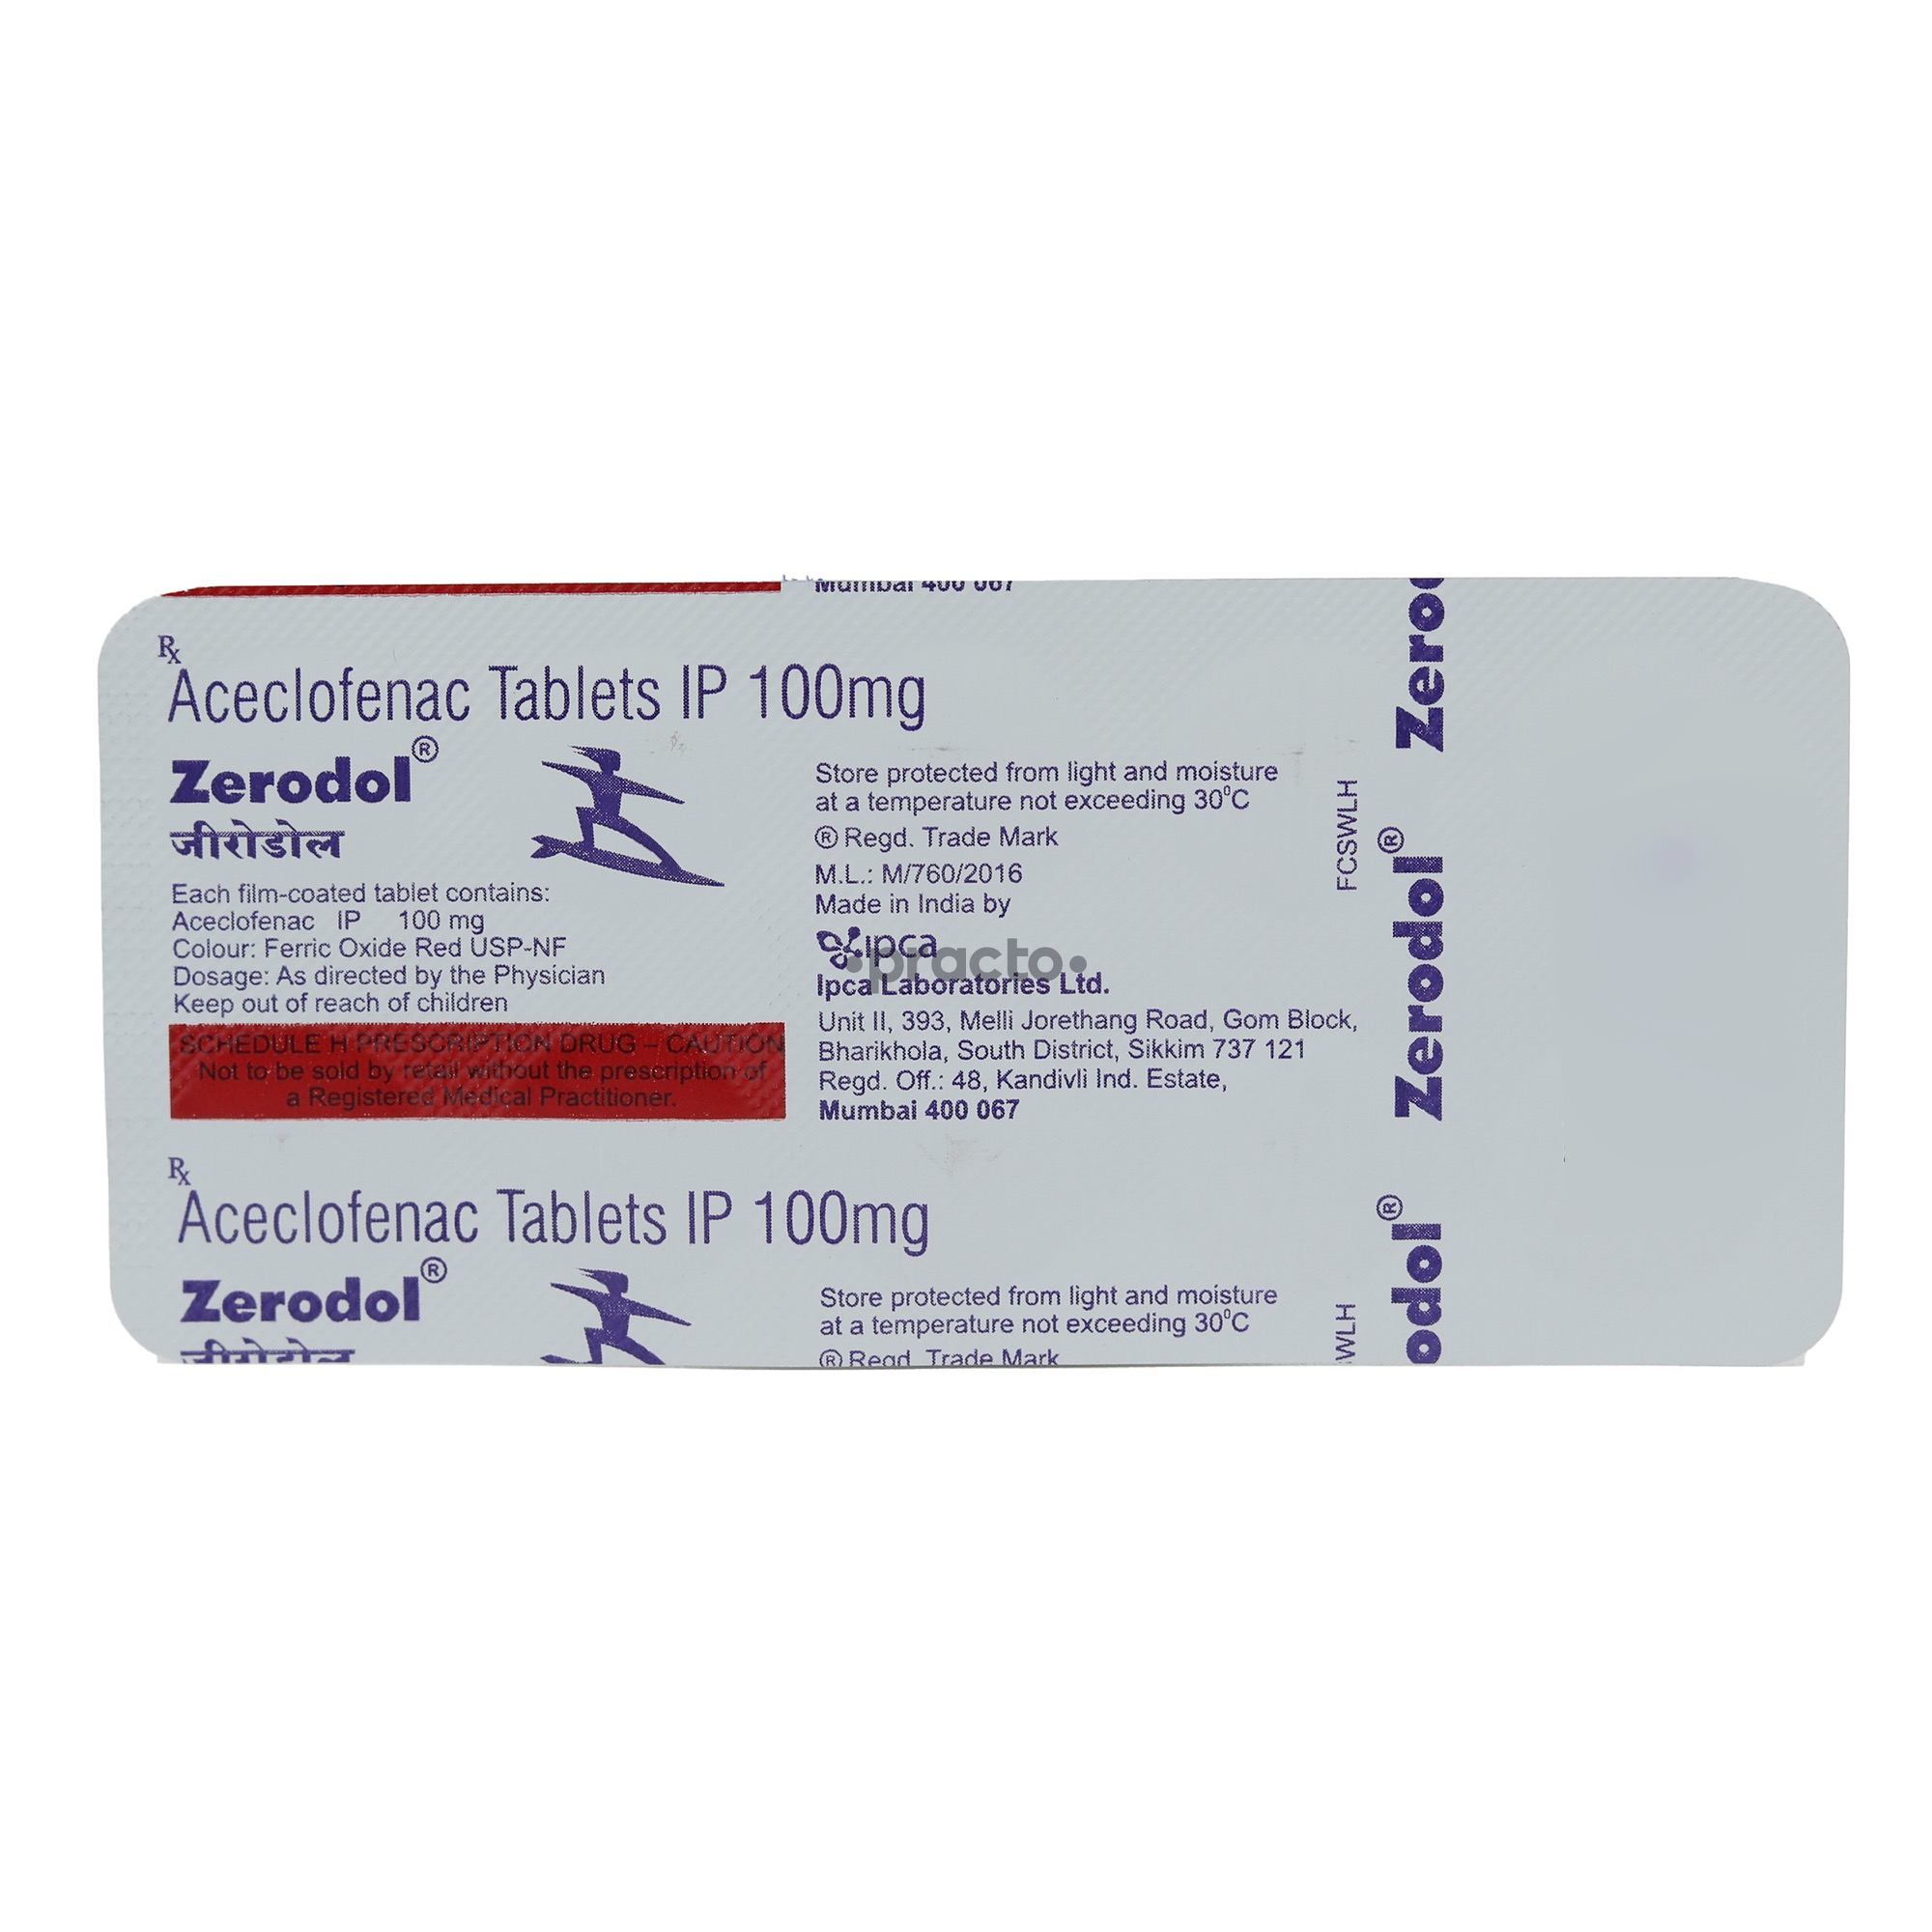 Mumbai 400 067
Rx
Aceclofenac Tablets IP 100mg
Zerodol®
जीरोडोल
Each film-coated tablet contains:
Aceclofenac IP 100 mg
Colour: Ferric Oxide Red USP-NF
Dosage: As directed by the Physician
Keep out of reach of children
SCHEDULE H PRESCRIPTION DRUG – CAUTION
Not to be sold by retail without the prescription of
a Registered Medical Practitioner.
Store protected from light and moisture
at a temperature not exceeding 30°C
® Regd. Trade Mark
M.L.: M/760/2016
Made in India by
ipca
•practo•
Ipca Laboratories Ltd.
Unit II, 393, Melli Jorethang Road, Gom Block,
Bharikhola, South District, Sikkim 737 121
Regd. Off.: 48, Kandivli Ind. Estate,
Mumbai 400 067
FCSWLH
Zerod
Zerodol®
Rx
Aceclofenac Tablets IP 100mg
Zerodol®
जीरोडोल
Store protected from light and moisture
at a temperature not exceeding 30°C
® Regd. Trade Mark
WLH
odol®